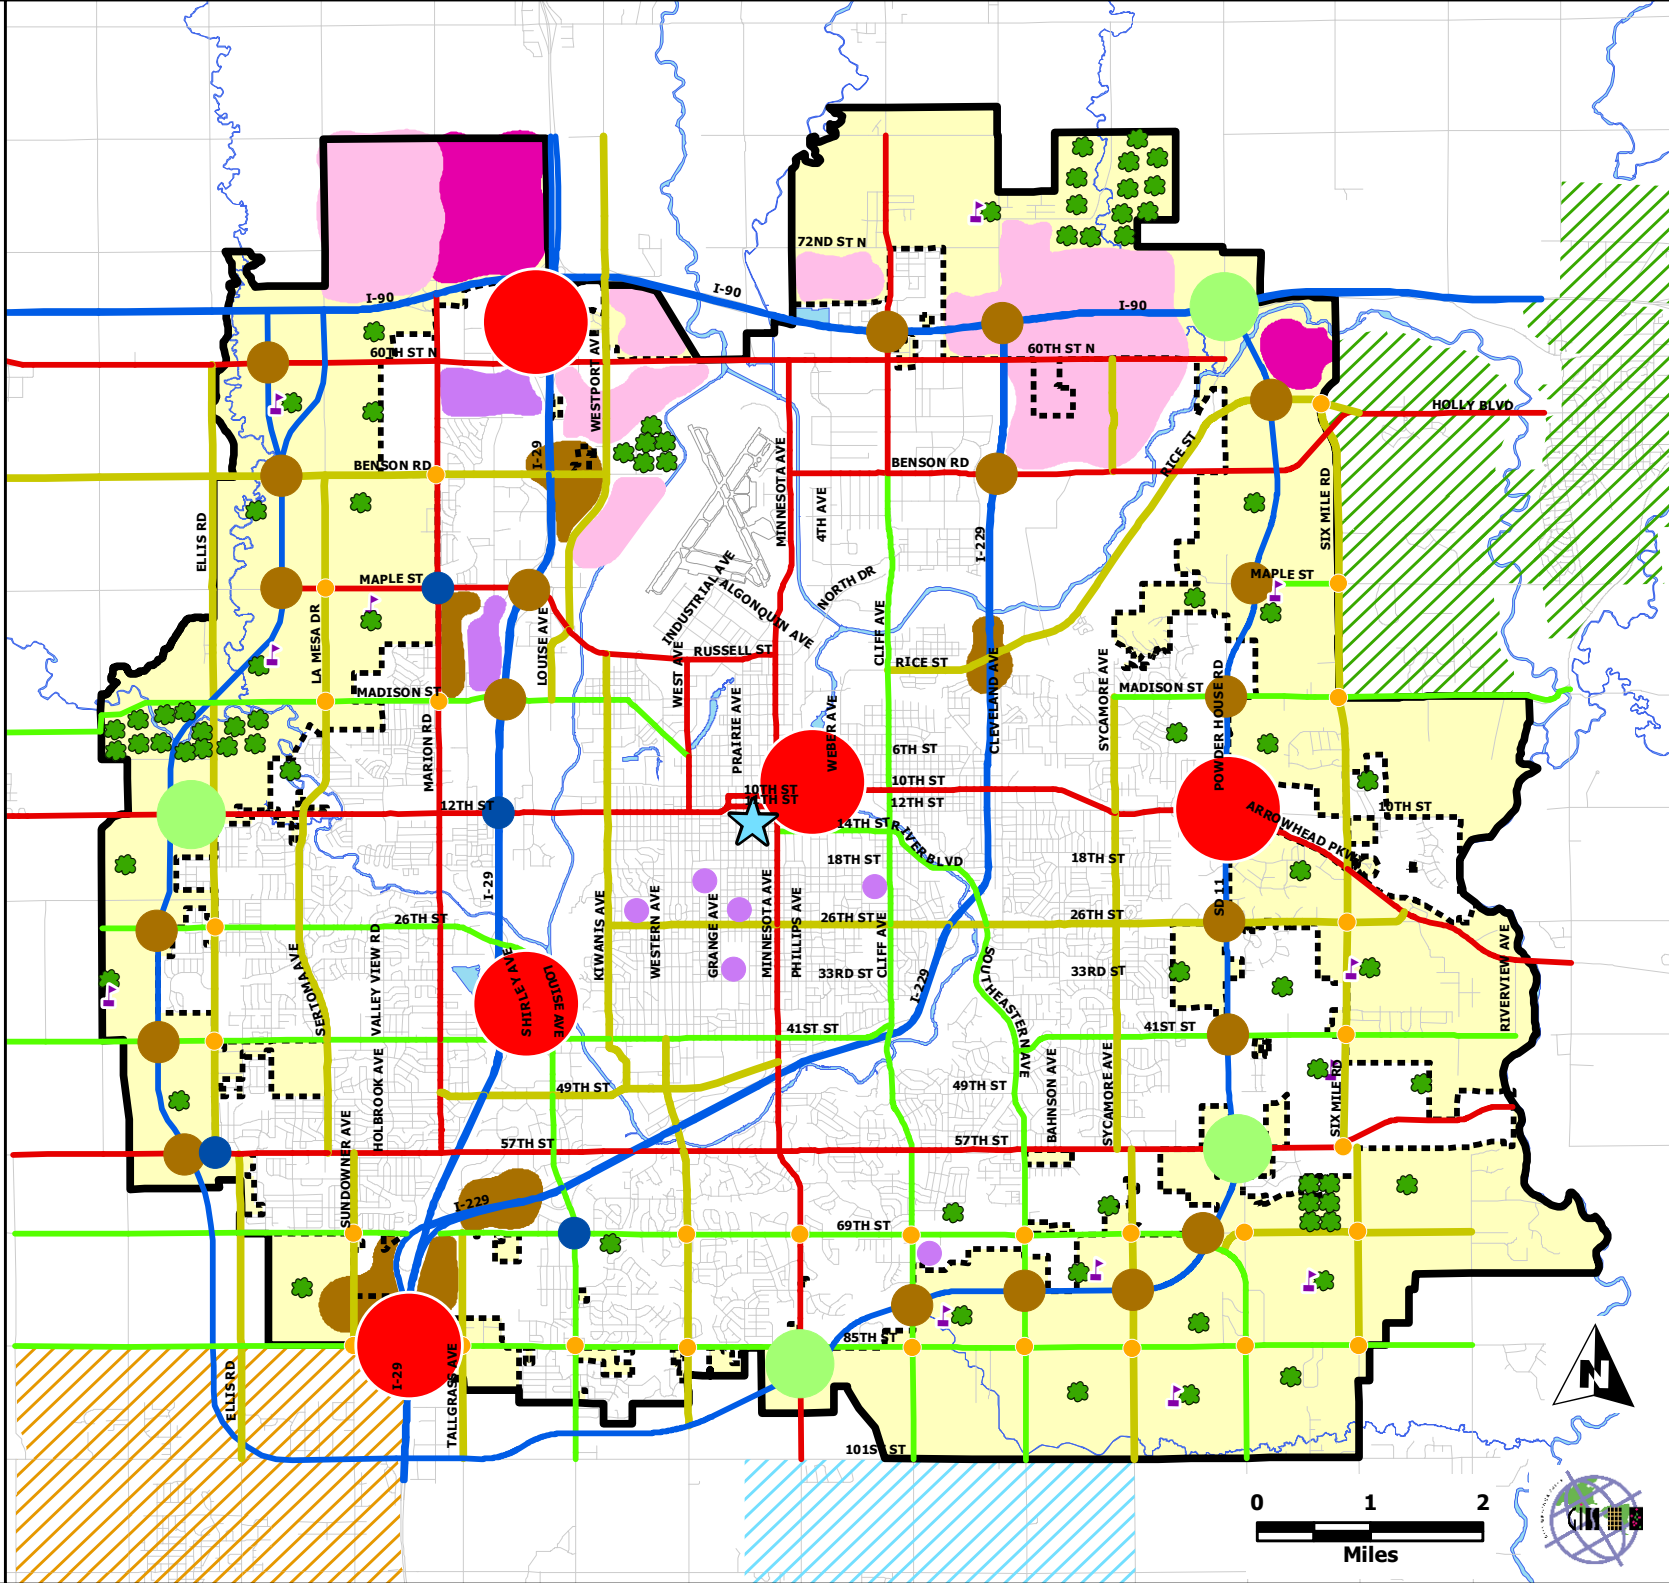 72ND ST N
I-90
I-90
I-90
60TH ST N
60TH ST N
WESTPORT AVE
HOLLY BLVD
BENSON RD
I-29
BENSON RD
RICE ST
MINNESOTA AVE
4TH AVE
SIX MILE RD
ELLIS RD
I-229
MAPLE ST
INDUSTRIAL AVE
ALGONQUIN AVE
NORTH DR
MAPLE ST
LA MESA DR
LOUISE AVE
CLIFF AVE
RUSSELL ST
WEST AVE
RICE ST
CLEVELAND AVE
SYCAMORE AVE
POWDER HOUSE RD
MADISON ST
MADISON ST
MARION RD
PRAIRIE AVE
WEBER AVE
6TH ST
10TH ST
10TH ST
11TH ST
12TH ST
12TH ST
ARROWHEAD PKWY
10TH ST
14TH ST
RIVER BLVD
18TH ST
18TH ST
I-29
SD 11
26TH ST
26TH ST
26TH ST
KIWANIS AVE
WESTERN AVE
GRANGE AVE
MINNESOTA AVE
PHILLIPS AVE
CLIFF AVE
33RD ST
33RD ST
SERTOMA AVE
VALLEY VIEW RD
SHIRLEY AVE
LOUISE AVE
I-229
SOUTHEASTERN AVE
RIVERVIEW AVE
41ST ST
41ST ST
HOLBROOK AVE
49TH ST
49TH ST
BAHNSON AVE
SYCAMORE AVE
SIX MILE RD
SUNDOWNER AVE
57TH ST
57TH ST
I-229
69TH ST
85TH ST
ELLIS RD
I-29
TALLGRASS AVE
101ST ST
N
0 1 2
Miles